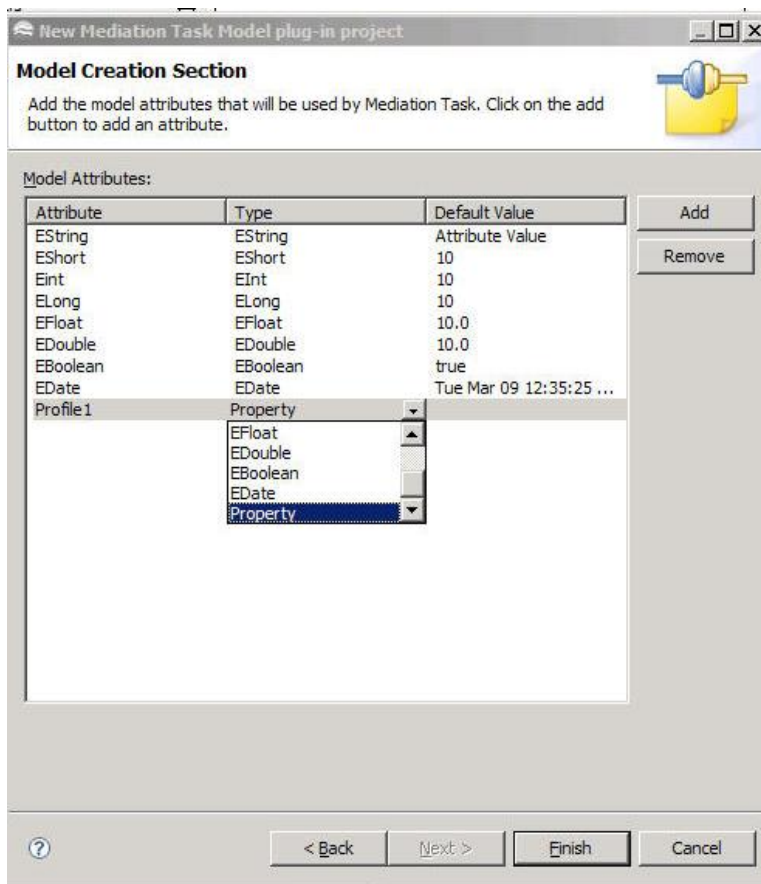 New Mediation Task Model plug-in project
Model Creation Section
Add the model attributes that will be used by Mediation Task. Click on the add
button to add an attribute.
Model Attributes:
Attribute Type Default Value Add
EString EString Attribute Value
EShort EShort 10 Remove
Eint EInt 10
ELong ELong 10
EFloat EFloat 10.0
EDouble EDouble 10.0
EBoolean EBoolean true
EDate EDate Tue Mar 09 12:35:25 ...
Profile1 Property
EFloat
EDouble
EBoolean
EDate
Property
? < Back Next > Finish Cancel